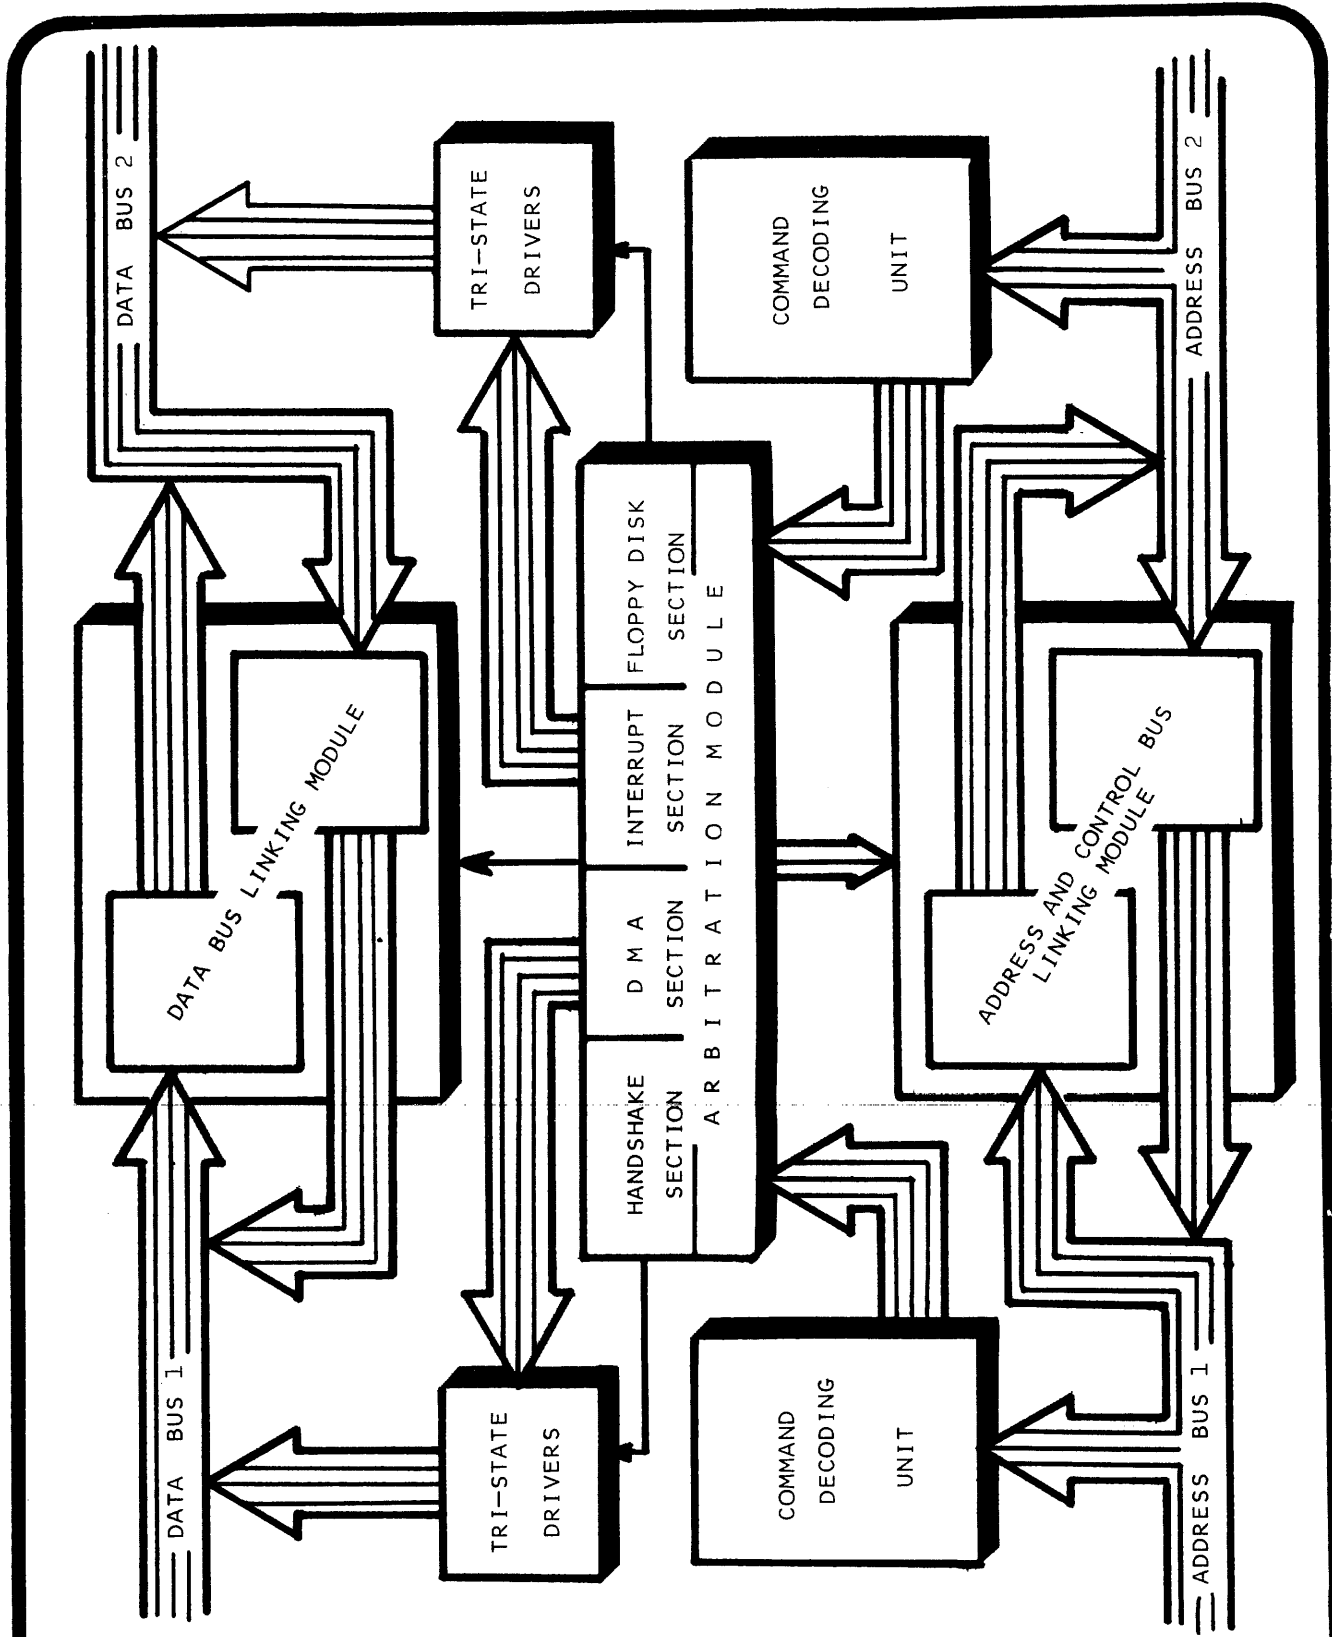 DATA BUS 1
DATA BUS 2
DATA BUS LINKING MODULE
TRI-STATE
DRIVERS
TRI-STATE
DRIVERS
HANDSHAKE
SECTION
D M A
SECTION
INTERRUPT
SECTION
FLOPPY DISK
SECTION
ARBITRATION MODULE
COMMAND
DECODING
UNIT
COMMAND
DECODING
UNIT
ADDRESS AND CONTROL BUS
LINKING MODULE
ADDRESS BUS 1
ADDRESS BUS 2